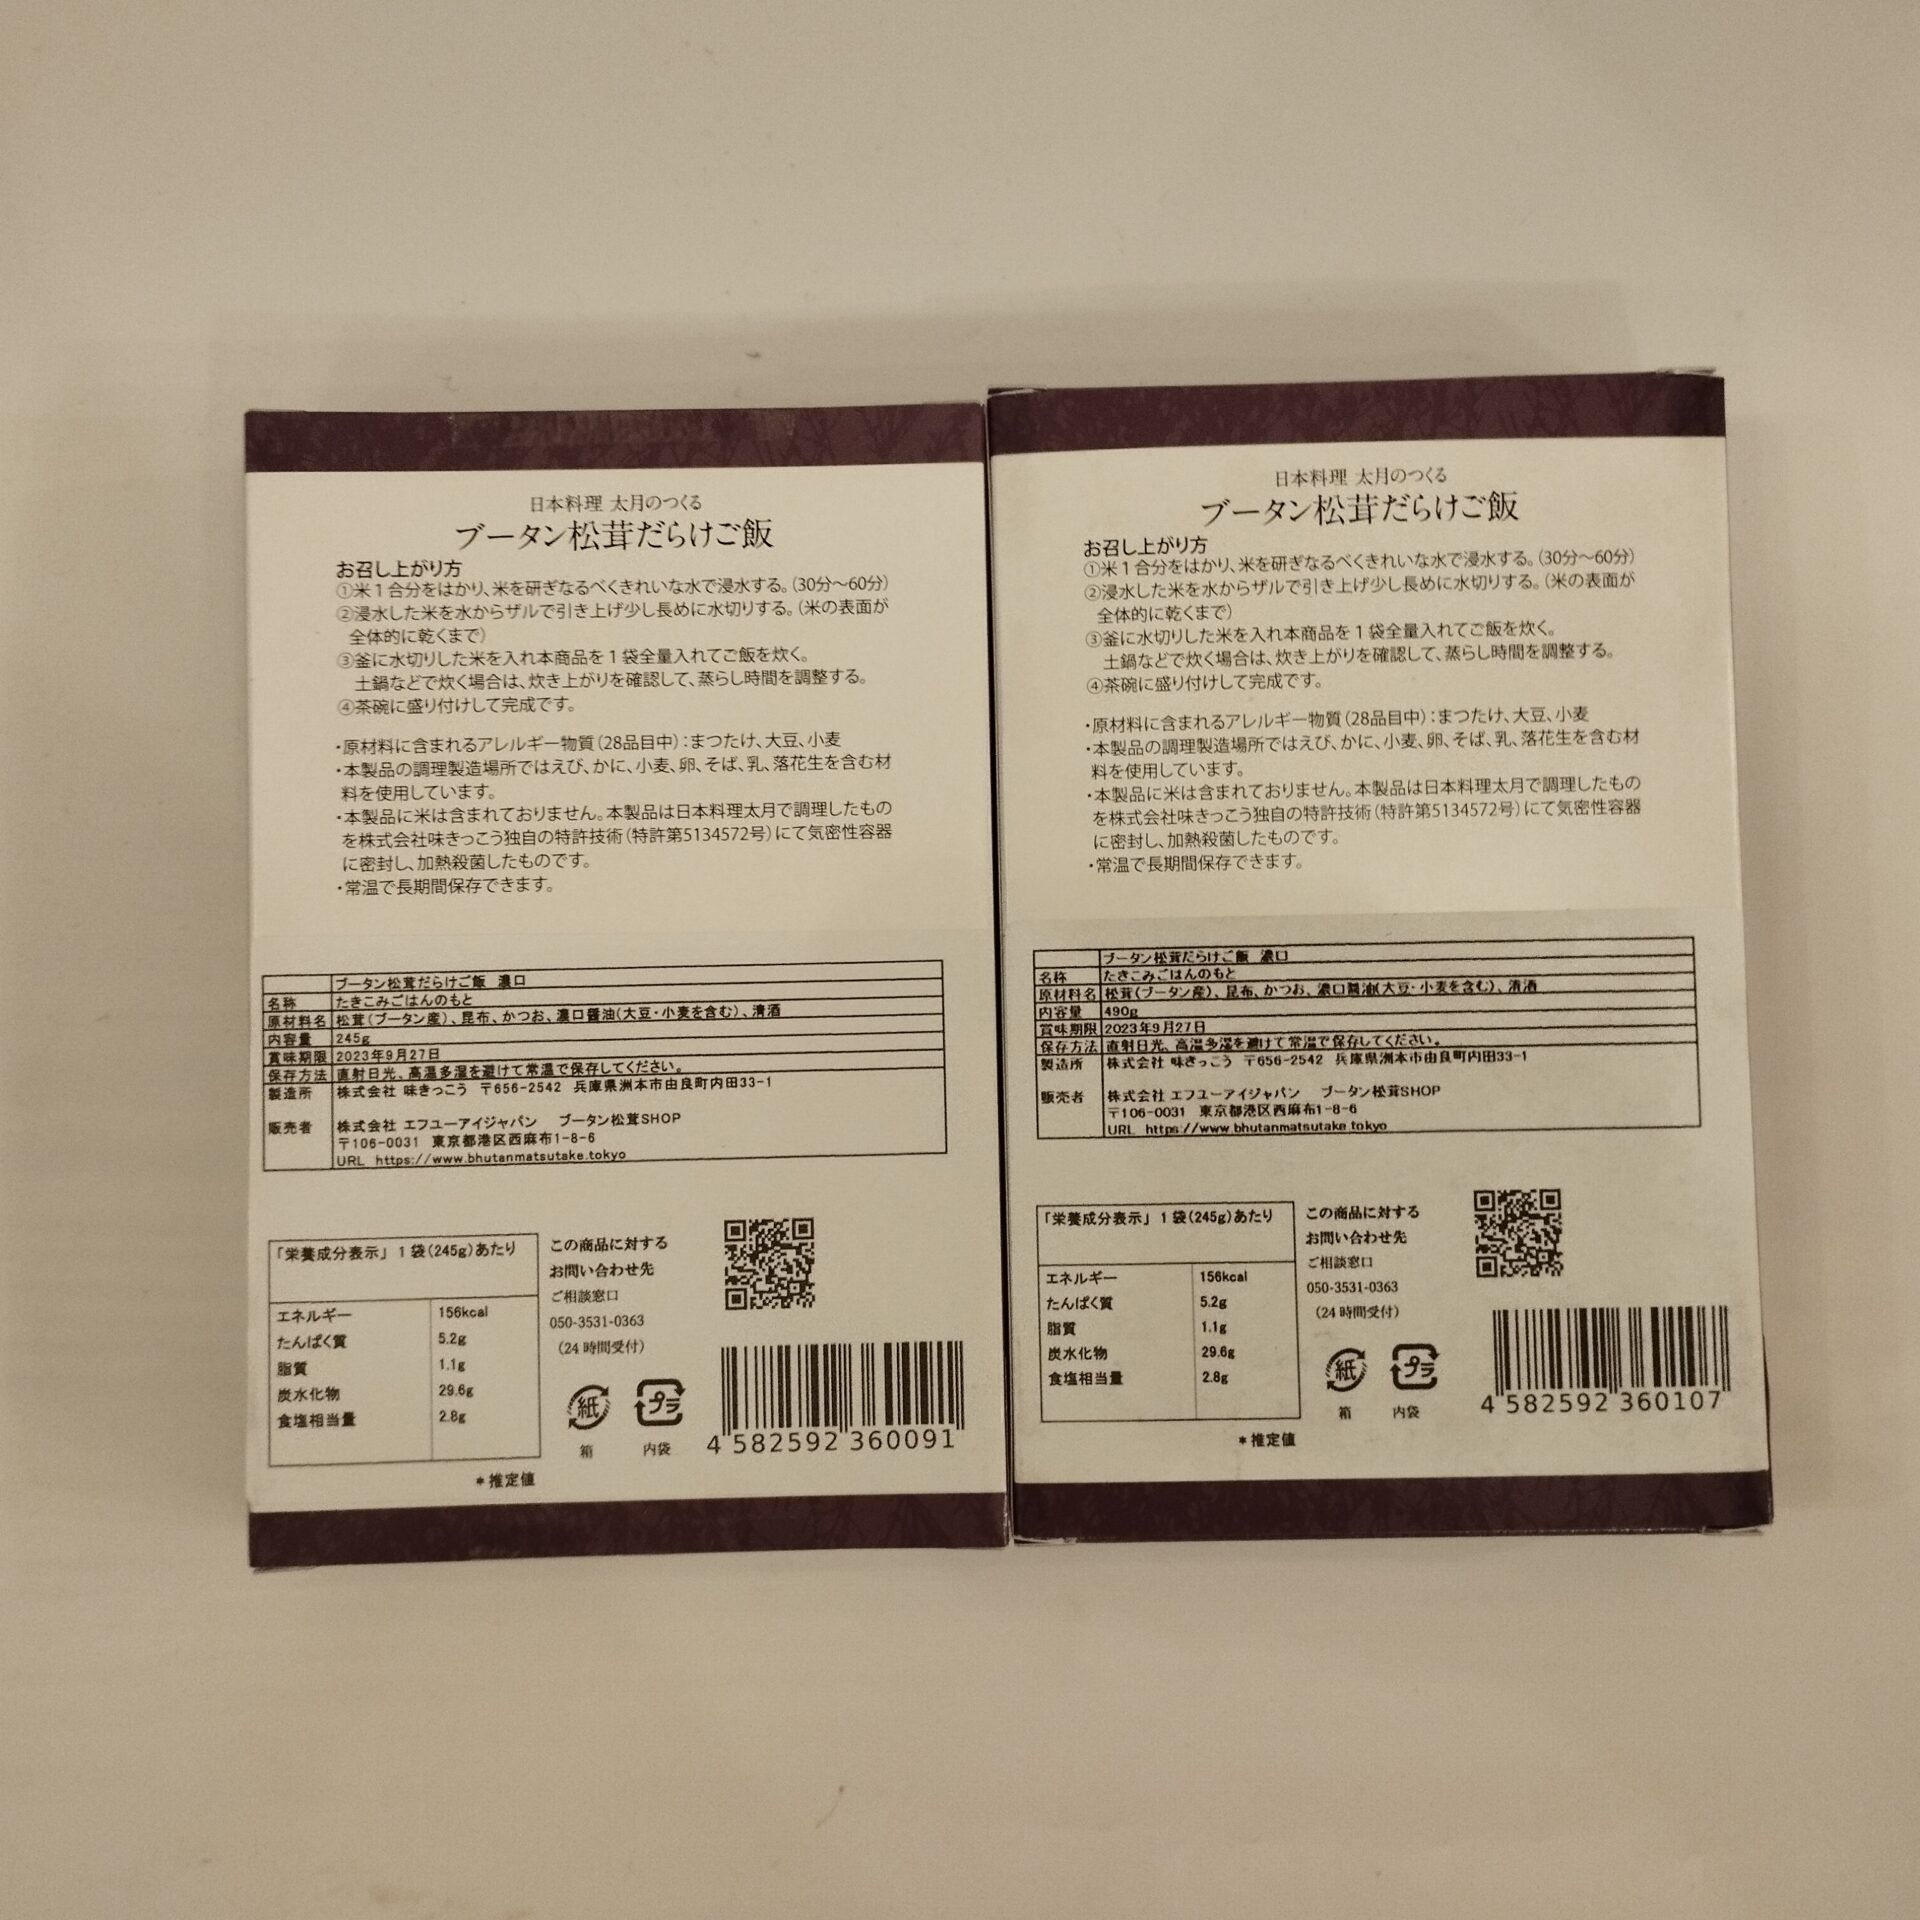 日本料理 太月のつくる
ブータン松茸だらけご飯
お召し上がり方
①米1合分をはかり、米を研ぎなるべくきれいな水で浸水する。(30分～60分)
②浸水した米を水からザルで引き上げ少し長めに水切りする。(米の表面が
全体的に乾くまで)
③釜に水切りした米を入れ本商品を1袋全量入れてご飯を炊く。
土鍋などで炊く場合は、炊き上がりを確認して、蒸らし時間を調整する。
④茶碗に盛り付けして完成です。
・原材料に含まれるアレルギー物質(28品目中):まつたけ、大豆、小麦
・本製品の調理製造場所ではえび、かに、小麦、卵、そば、乳、落花生を含む材
料を使用しています。
・本製品に米は含まれておりません。本製品は日本料理太月で調理したもの
を株式会社味きっこう独自の特許技術(特許第5134572号)にて気密性容器
に密封し、加熱殺菌したものです。
・常温で長期間保存できます。
ブータン松茸だらけご飯 濃口
名称 たきこみごはんのもと
原材料名 松茸(ブータン産)、昆布、かつお、濃口醤油(大豆・小麦を含む)、清酒
内容量 245g
賞味期限 2023年9月27日
保存方法 直射日光、高温多湿を避けて常温で保存してください。
製造所 株式会社 味きっこう 〒656-2542 兵庫県洲本市由良町内田33-1
販売者 株式会社 エフユーアイジャパン ブータン松茸SHOP
〒106-0031 東京都港区西麻布1-8-6
URL https://www.bhutanmatsutake.tokyo
「栄養成分表示」1袋(245g)あたり
エネルギー 156kcal
たんぱく質 5.2g
脂質 1.1g
炭水化物 29.6g
食塩相当量 2.8g
*推定値
この商品に対する
お問い合わせ先
ご相談窓口
050-3531-0363
(24時間受付)
紙 プラ
箱 内袋
4 582592 360091
日本料理 太月のつくる
ブータン松茸だらけご飯
お召し上がり方
①米1合分をはかり、米を研ぎなるべくきれいな水で浸水する。(30分～60分)
②浸水した米を水からザルで引き上げ少し長めに水切りする。(米の表面が
全体的に乾くまで)
③釜に水切りした米を入れ本商品を1袋全量入れてご飯を炊く。
土鍋などで炊く場合は、炊き上がりを確認して、蒸らし時間を調整する。
④茶碗に盛り付けして完成です。
・原材料に含まれるアレルギー物質(28品目中):まつたけ、大豆、小麦
・本製品の調理製造場所ではえび、かに、小麦、卵、そば、乳、落花生を含む材
料を使用しています。
・本製品に米は含まれておりません。本製品は日本料理太月で調理したもの
を株式会社味きっこう独自の特許技術(特許第5134572号)にて気密性容器
に密封し、加熱殺菌したものです。
・常温で長期間保存できます。
ブータン松茸だらけご飯 濃口
名称 たきこみごはんのもと
原材料名 松茸(ブータン産)、昆布、かつお、濃口醤油(大豆・小麦を含む)、清酒
内容量 490g
賞味期限 2023年9月27日
保存方法 直射日光、高温多湿を避けて常温で保存してください。
製造所 株式会社 味きっこう 〒656-2542 兵庫県洲本市由良町内田33-1
販売者 株式会社 エフユーアイジャパン ブータン松茸SHOP
〒106-0031 東京都港区西麻布1-8-6
URL https://www.bhutanmatsutake.tokyo
「栄養成分表示」1袋(245g)あたり
エネルギー 156kcal
たんぱく質 5.2g
脂質 1.1g
炭水化物 29.6g
食塩相当量 2.8g
*推定値
この商品に対する
お問い合わせ先
ご相談窓口
050-3531-0363
(24時間受付)
紙 プラ
箱 内袋
4 582592 360107